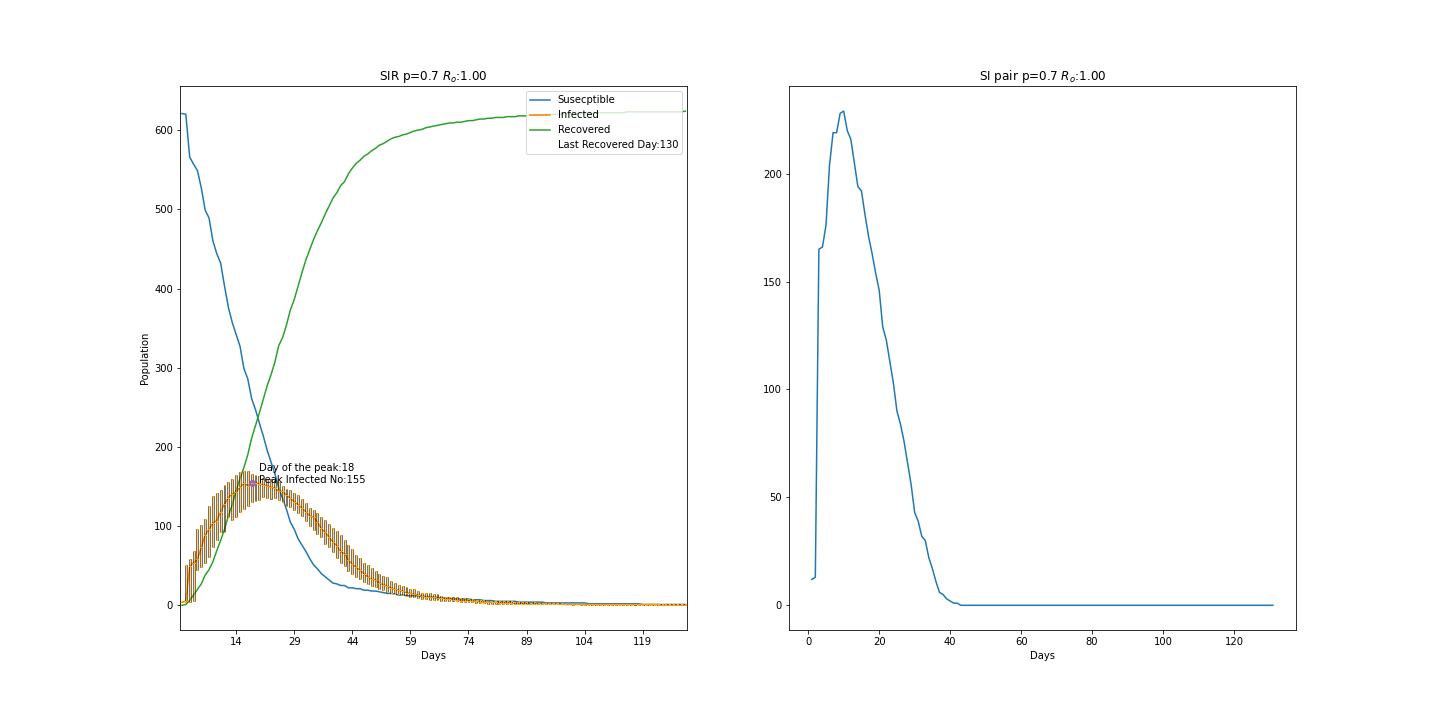 SIR p=0.7 Rₒ:1.00
Susecptible
Infected
Recovered
Last Recovered Day:130
Day of the peak:18
Peak Infected No:155
Population
600
500
400
300
200
100
0
14 29 44 59 74 89 104 119
Days
SI pair p=0.7 Rₒ:1.00
200
150
100
50
0
0 20 40 60 80 100 120
Days